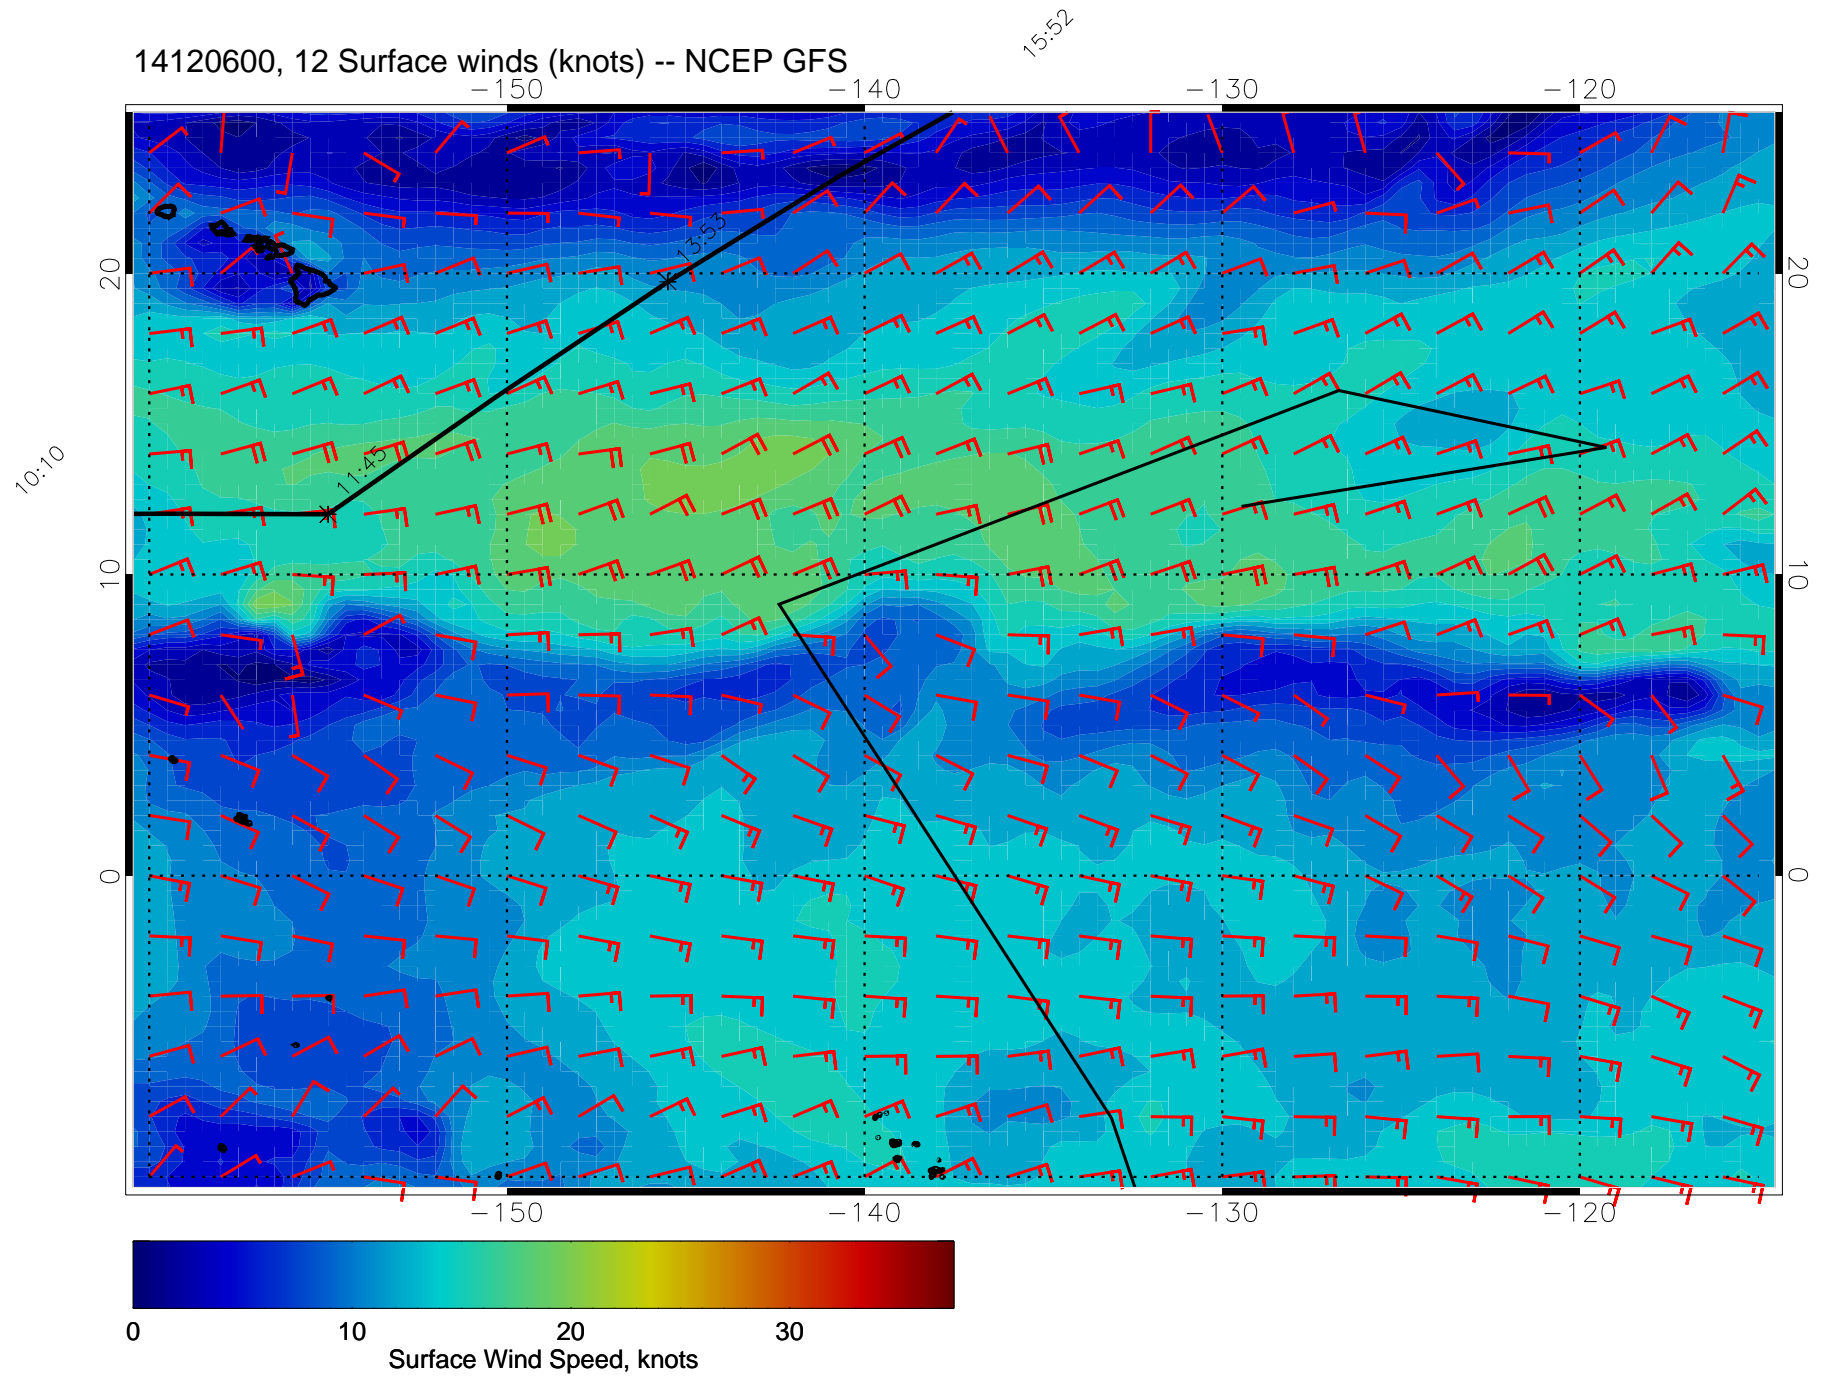 15:52
14120600, 12 Surface winds (knots) -- NCEP GFS
-150 -140 -130 -120
13:53
20 20
11:45
10:10
10 10
0 0
-150 -140 -130 -120
0 10 20 30
Surface Wind Speed, knots